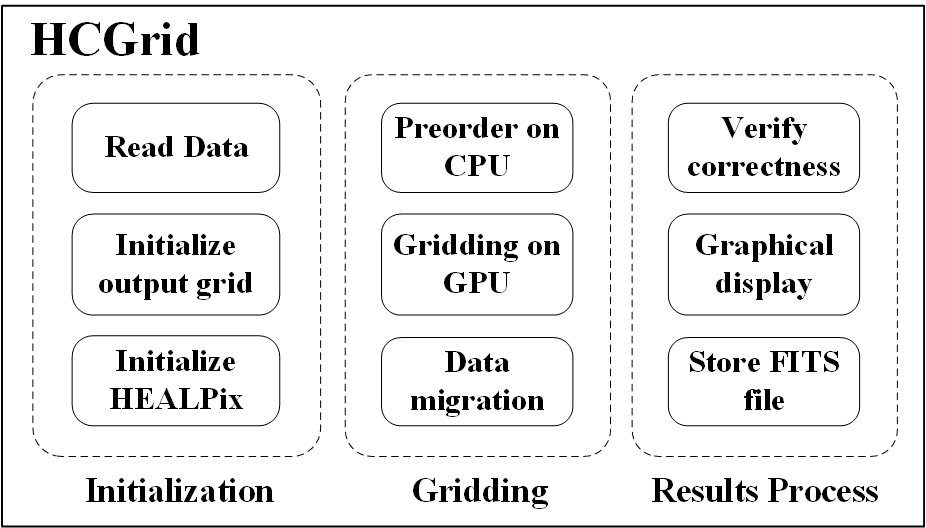 HCGrid
Read Data
Initialize
output grid
Initialize
HEALPix
Initialization
Preorder on
CPU
Gridding on
GPU
Data
migration
Gridding
Verify
correctness
Graphical
display
Store FITS
file
Results Process